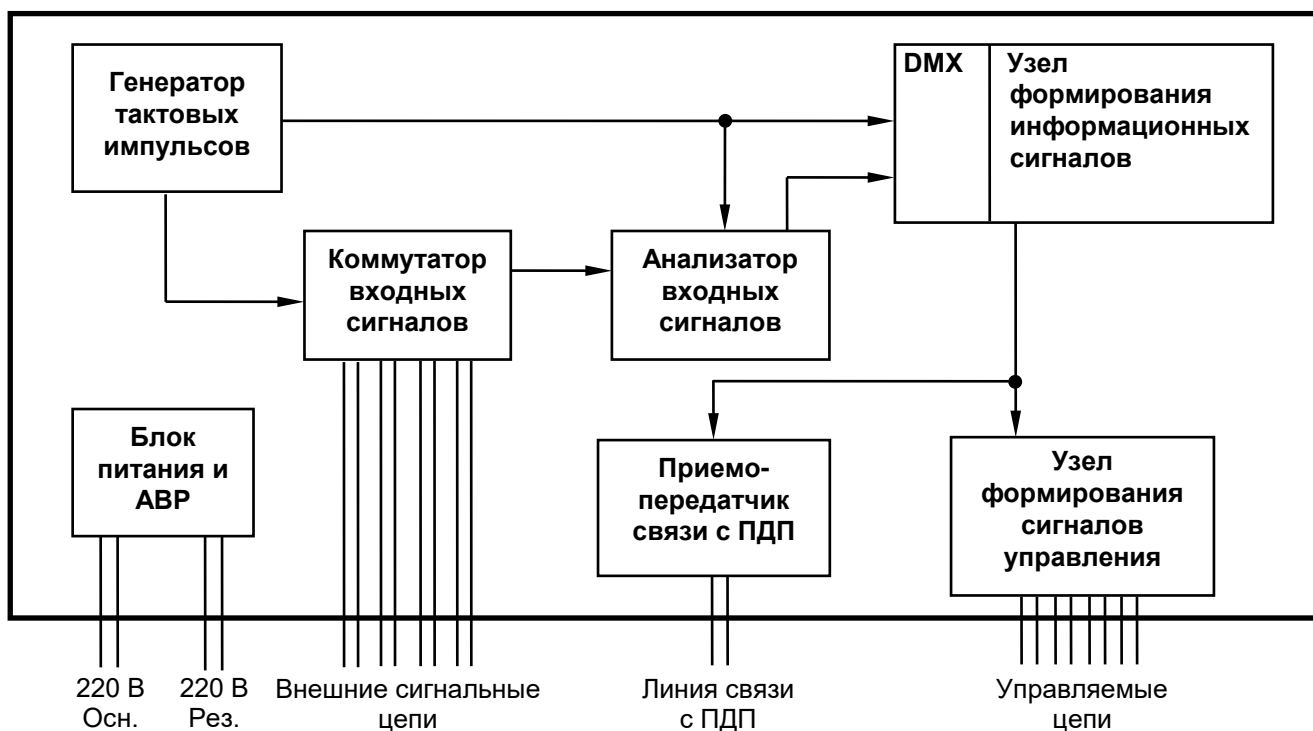 Генератор
тактовых
импульсов
DMX
Узел
формирования
информационных
сигналов
Коммутатор
входных
сигналов
Анализатор
входных
сигналов
Блок
питания и
АВР
Приемо-
передатчик
связи с ПДП
Узел
формирования
сигналов
управления
220 В
Осн.
220 В
Рез.
Внешние сигнальные
цепи
Линия связи
с ПДП
Управляемые
цепи